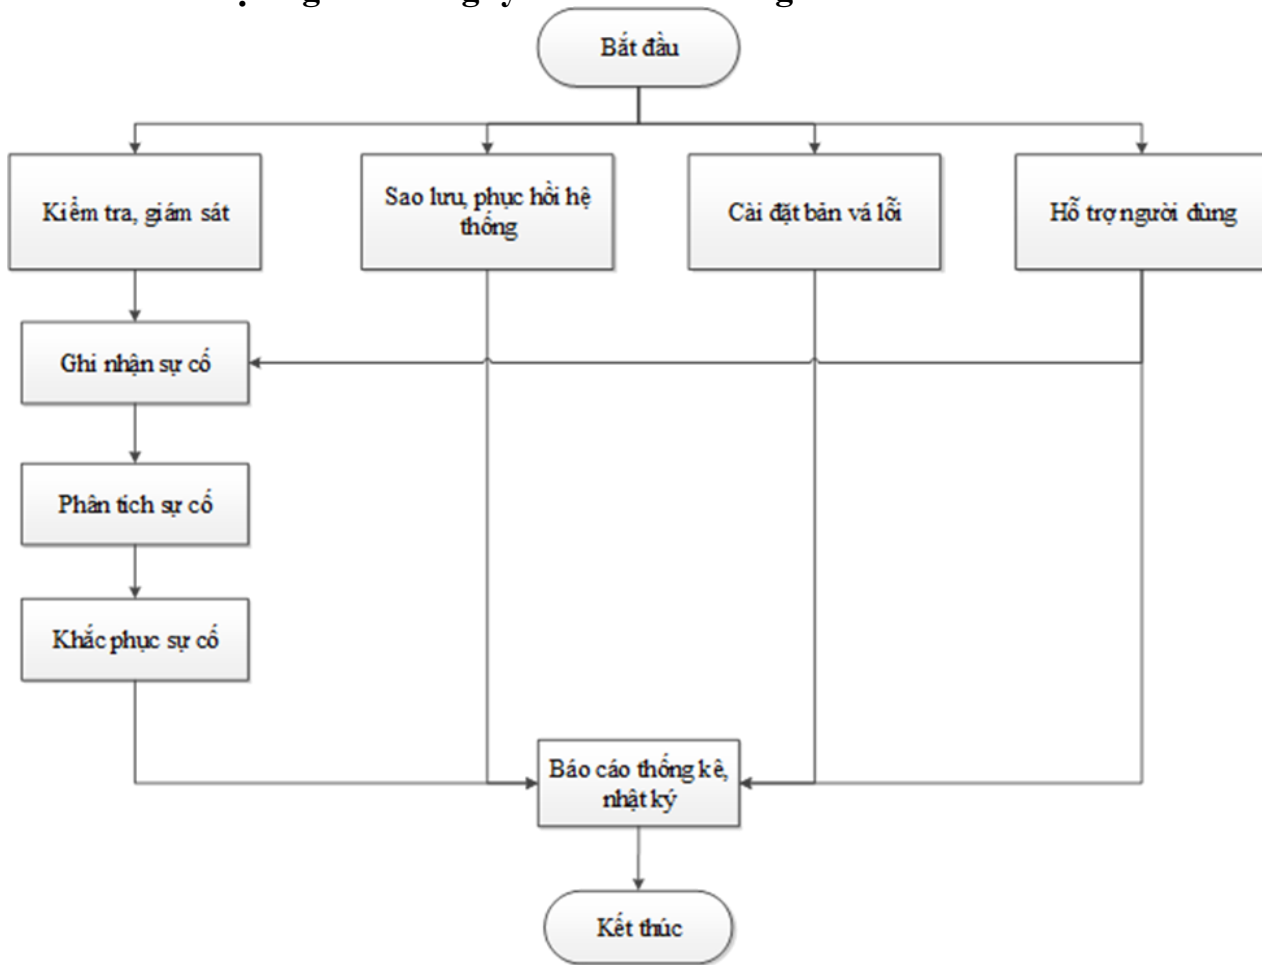 Bắt đầu
Kiểm tra, giám sát
Sao lưu, phục hồi hệ
thống
Cài đặt bản vá lỗi
Hỗ trợ người dùng
Ghi nhận sự cố
Phân tích sự cố
Khắc phục sự cố
Báo cáo thống kê,
nhật ký
Kết thúc